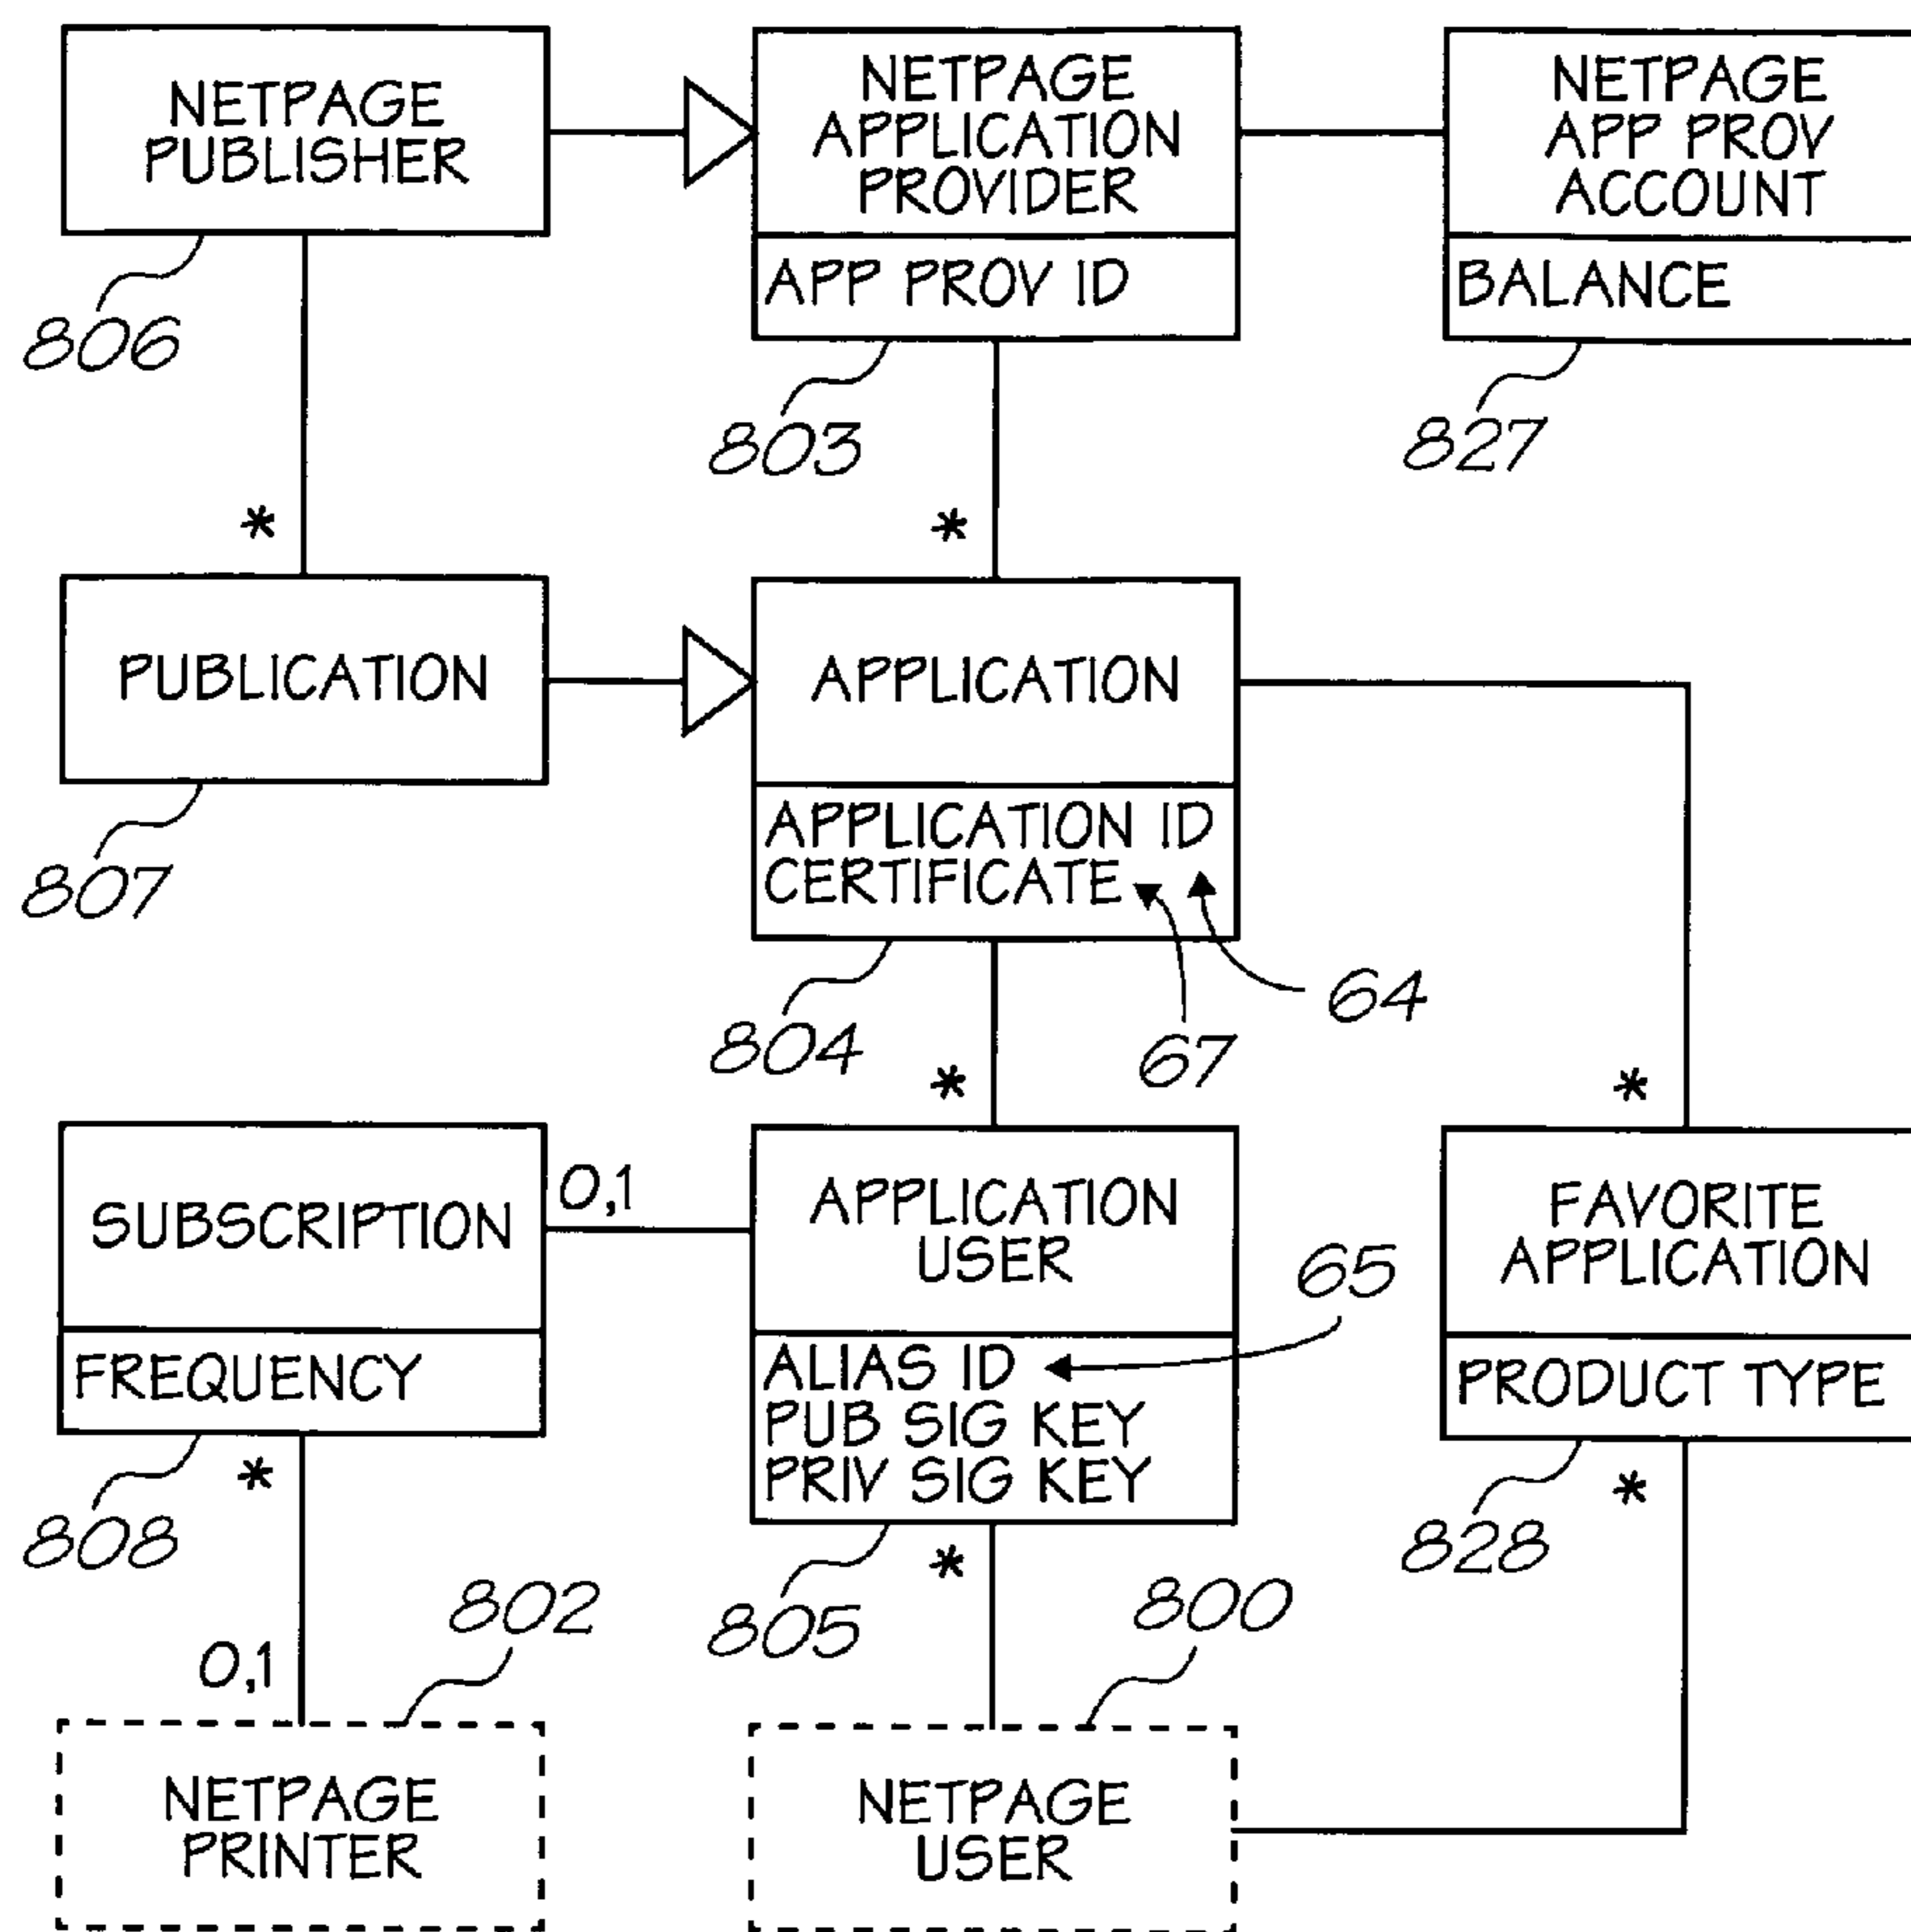 NETPAGE
PUBLISHER
NETPAGE
APPLICATION
PROVIDER
APP PROV ID
NETPAGE
APP PROV
ACCOUNT
BALANCE
806
803
827
*
*
PUBLICATION
APPLICATION
APPLICATION ID
CERTIFICATE
807
804
67
64
*
*
SUBSCRIPTION
FREQUENCY
0,1
APPLICATION
USER
ALIAS ID
PUB SIG KEY
PRIV SIG KEY
65
FAVORITE
APPLICATION
PRODUCT TYPE
808
*
805
*
828
*
802
800
0,1
NETPAGE
PRINTER
NETPAGE
USER